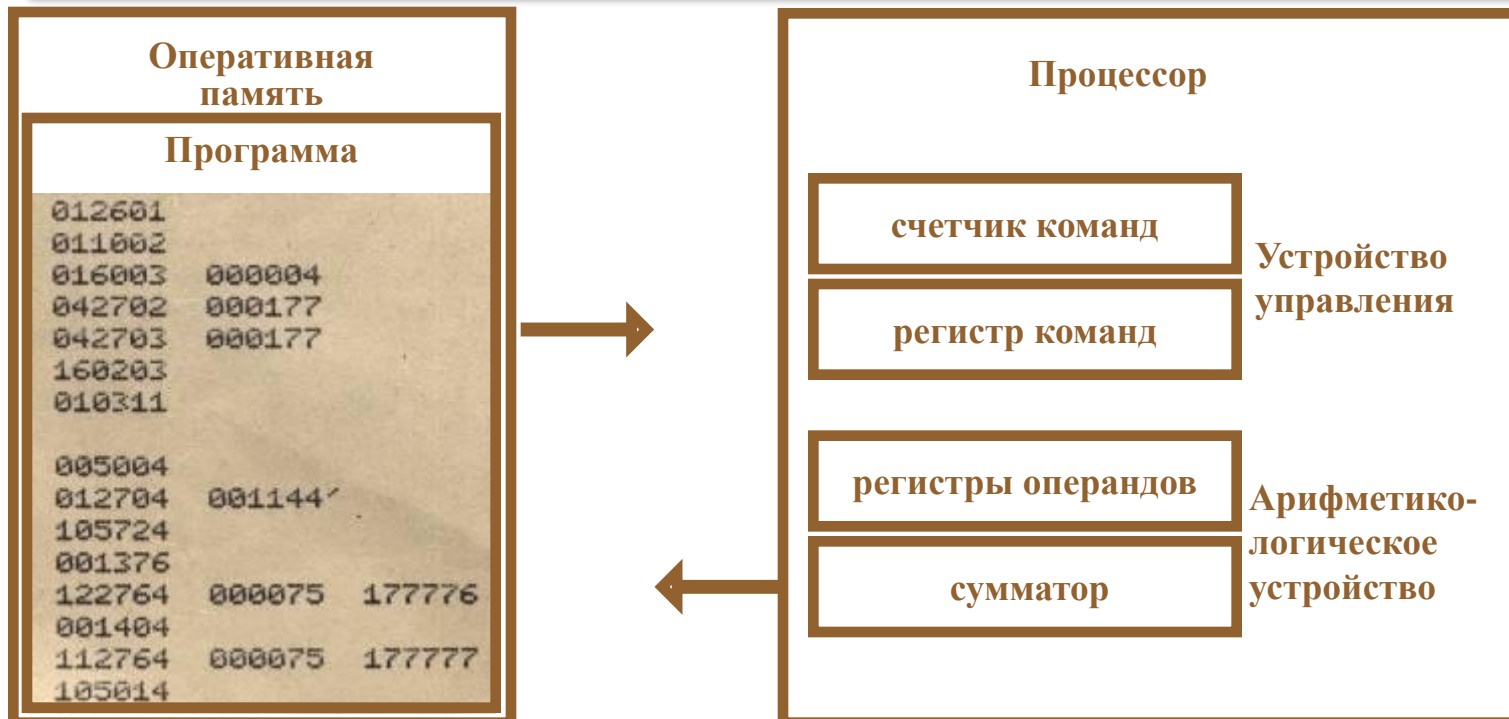 Оперативная
память
Программа
012601
011002
016003 000004
042702 000177
042703 000177
160203
010311
005004
012704 001144
105724
001376
122764 000075 177776
001404
112764 000075 177777
105014
Процессор
счетчик команд
регистр команд
Устройство
управления
регистры операндов
сумматор
Арифметико-
логическое
устройство